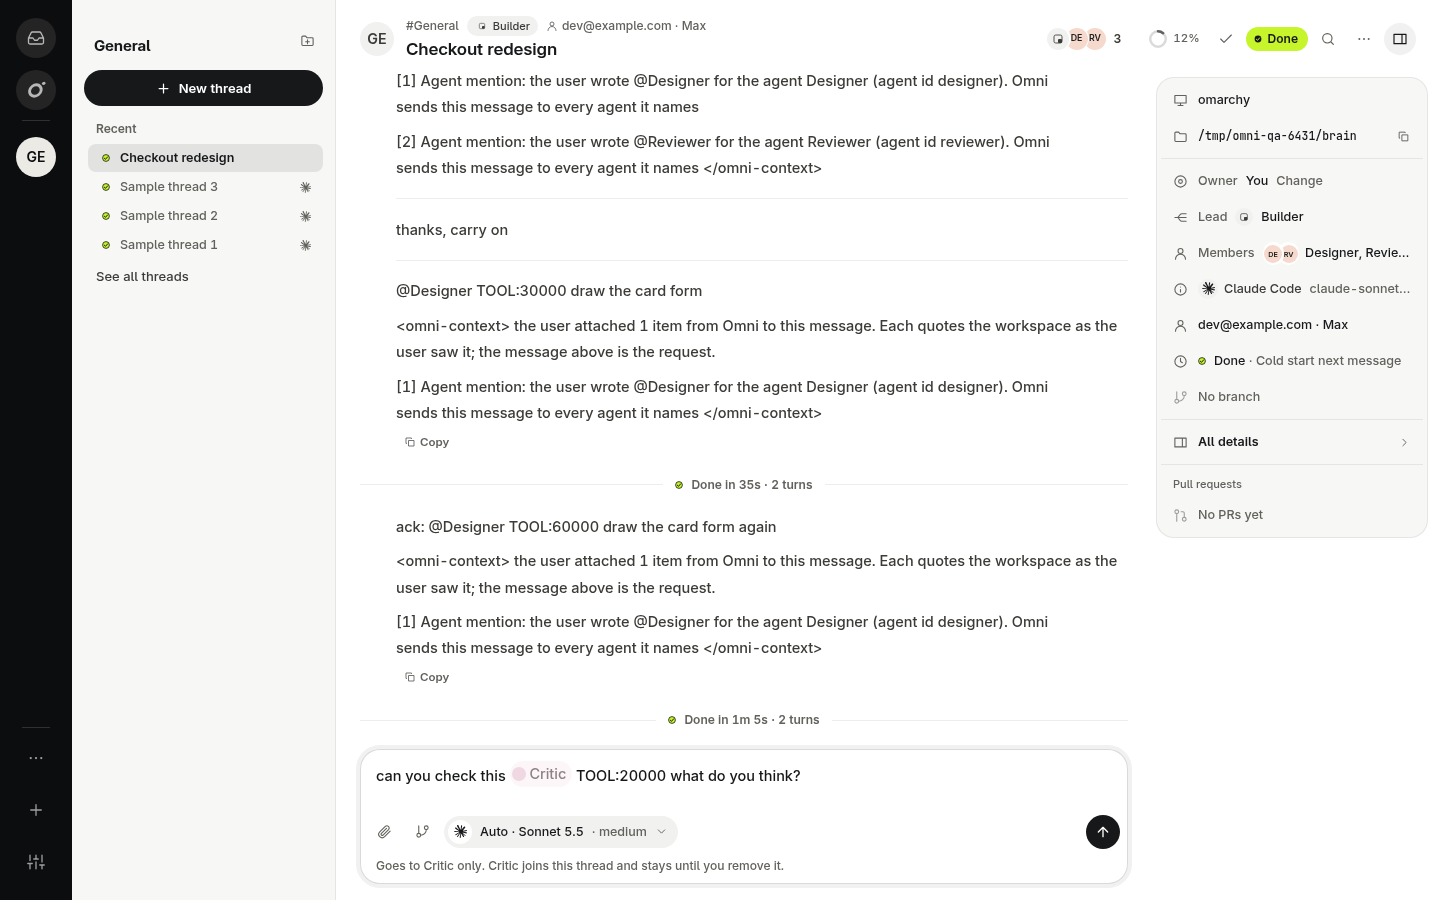 GE
General
New thread
Recent
Checkout redesign
Sample thread 3
Sample thread 2
Sample thread 1
See all threads
GE
#General Builder dev@example.com · Max
Checkout redesign
DE RV 3
12%
Done
[1] Agent mention: the user wrote @Designer for the agent Designer (agent id designer). Omni
sends this message to every agent it names
[2] Agent mention: the user wrote @Reviewer for the agent Reviewer (agent id reviewer). Omni
sends this message to every agent it names </omni-context>
thanks, carry on
@Designer TOOL:30000 draw the card form
<omni-context> the user attached 1 item from Omni to this message. Each quotes the workspace as the
user saw it; the message above is the request.
[1] Agent mention: the user wrote @Designer for the agent Designer (agent id designer). Omni
sends this message to every agent it names </omni-context>
Copy
Done in 35s · 2 turns
ack: @Designer TOOL:60000 draw the card form again
<omni-context> the user attached 1 item from Omni to this message. Each quotes the workspace as the
user saw it; the message above is the request.
[1] Agent mention: the user wrote @Designer for the agent Designer (agent id designer). Omni
sends this message to every agent it names </omni-context>
Copy
Done in 1m 5s · 2 turns
can you check this Critic TOOL:20000 what do you think?
Auto · Sonnet 5.5 · medium
Goes to Critic only. Critic joins this thread and stays until you remove it.
omarchy
/tmp/omni-qa-6431/brain
Owner You Change
Lead Builder
Members DE RV Designer, Revie...
Claude Code claude-sonnet...
dev@example.com · Max
Done · Cold start next message
No branch
All details
Pull requests
No PRs yet